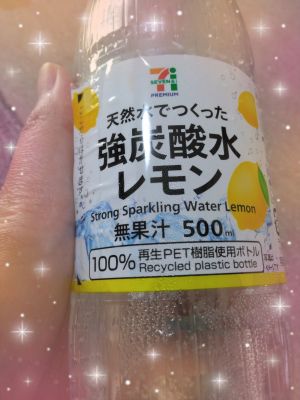 7i
SEVEN&i
PREMIUM
天然水でつくった
強炭酸水
レモン
Strong Sparkling Water Lemon
無果汁 500ml
100% 再生PET樹脂使用ボトル
Recycled plastic bottle